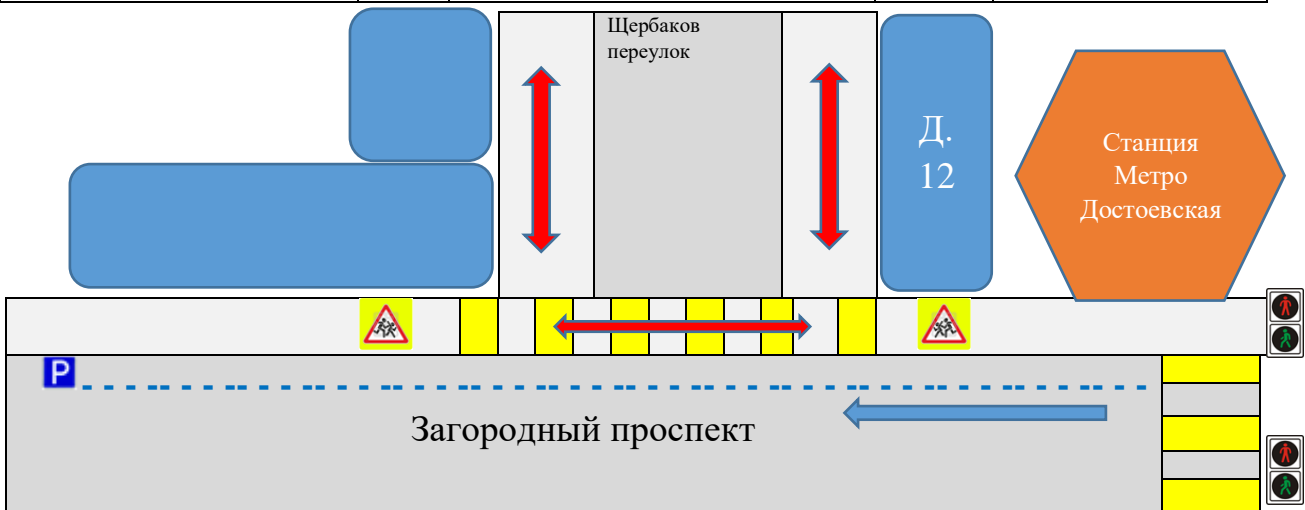 Щербаков
переулок
Д.
12
Станция
Метро
Достоевская
P
Загородный проспект